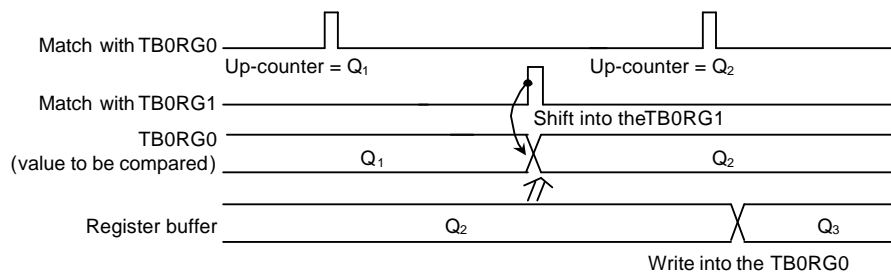 Match with TB0RG0
Up-counter = Q₁
Up-counter = Q₂
Match with TB0RG1
Shift into theTB0RG1
TB0RG0
(value to be compared)
Q₁
Q₂
Register buffer
Q₂
Q₃
Write into the TB0RG0